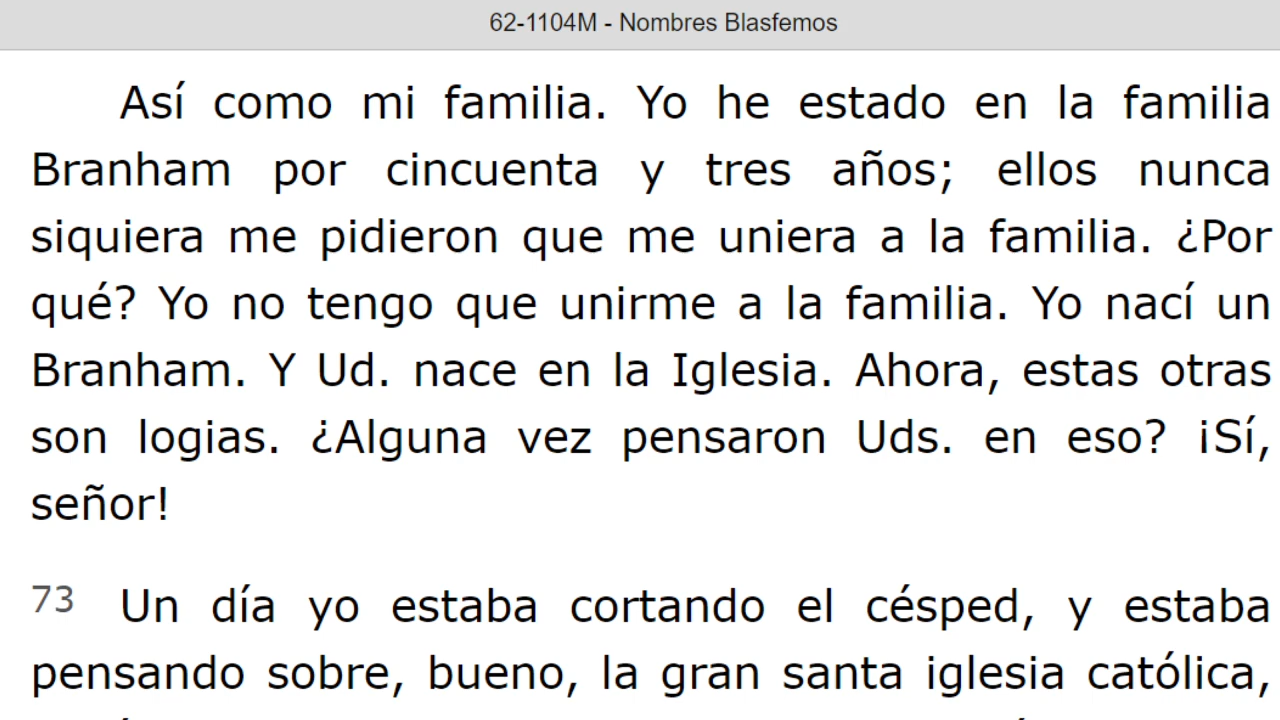 62-1104M - Nombres Blasfemos
Así como mi familia. Yo he estado en la familia
Branham por cincuenta y tres años; ellos nunca
siquiera me pidieron que me uniera a la familia. ¿Por
qué? Yo no tengo que unirme a la familia. Yo nací un
Branham. Y Ud. nace en la Iglesia. Ahora, estas otras
son logias. ¿Alguna vez pensaron Uds. en eso? ¡Sí,
señor!
73 Un día yo estaba cortando el césped, y estaba
pensando sobre, bueno, la gran santa iglesia católica,